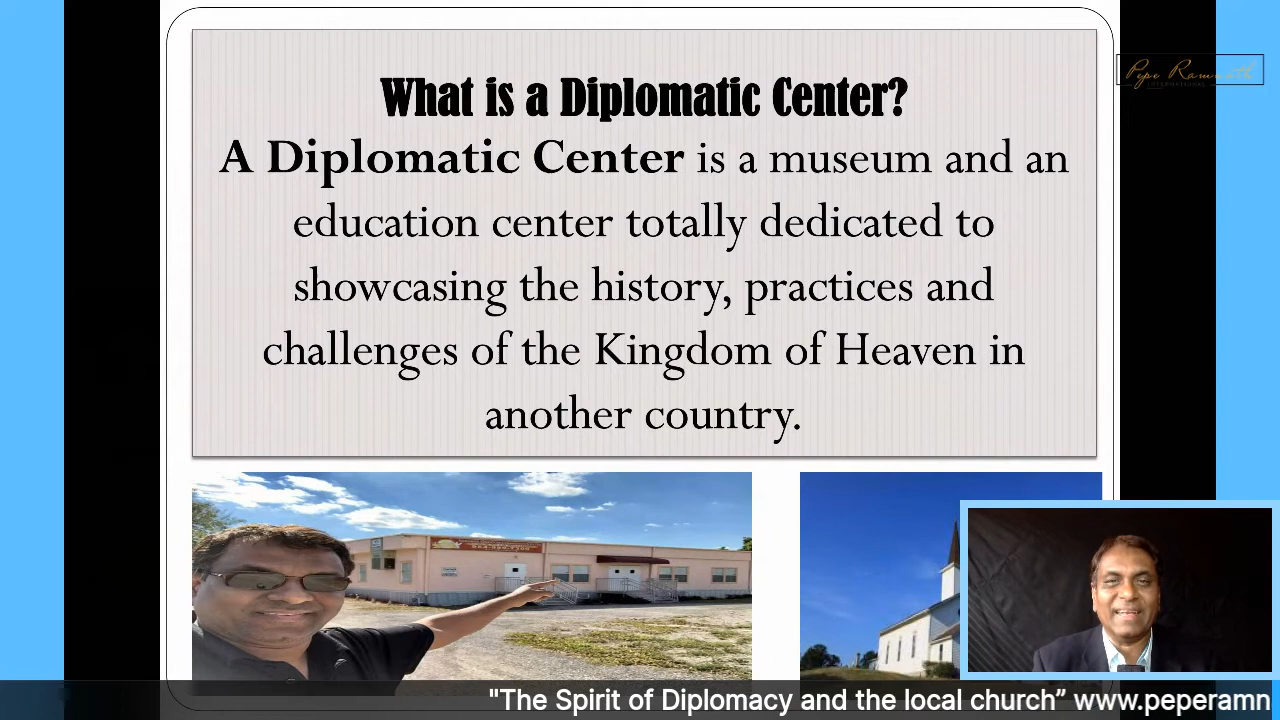 What is a Diplomatic Center?
Pepe Ramnath
INTERNATIONAL
A Diplomatic Center is a museum and an
education center totally dedicated to
showcasing the history, practices and
challenges of the Kingdom of Heaven in
another country.
"The Spirit of Diplomacy and the local church” www.peperamn